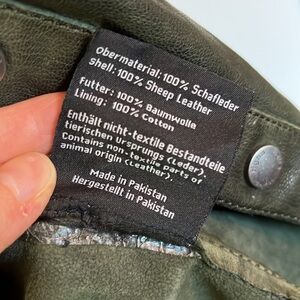 Obermaterial: 100% Schafleder
shell: 100% Sheep Leather
Futter: 100% Baumwolle
Lining: 100% Cotton
Enthält nicht-textile Bestandteile
tierischen Ursprungs (Leder).
Contains non-textile parts of
animal origin (Leather).
Made in Pakistan
Hergestellt in Pakistan